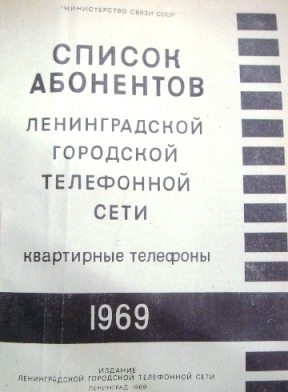 МИНИСТЕРСТВО СВЯЗИ СССР
СПИСОК
АБОНЕНТОВ
ЛЕНИНГРАДСКОЙ
ГОРОДСКОЙ
ТЕЛЕФОННОЙ
СЕТИ
квартирные телефоны
1969
ИЗДАНИЕ
ЛЕНИНГРАДСКОЙ ГОРОДСКОЙ ТЕЛЕФОННОЙ СЕТИ
ЛЕНИНГРАД 1969